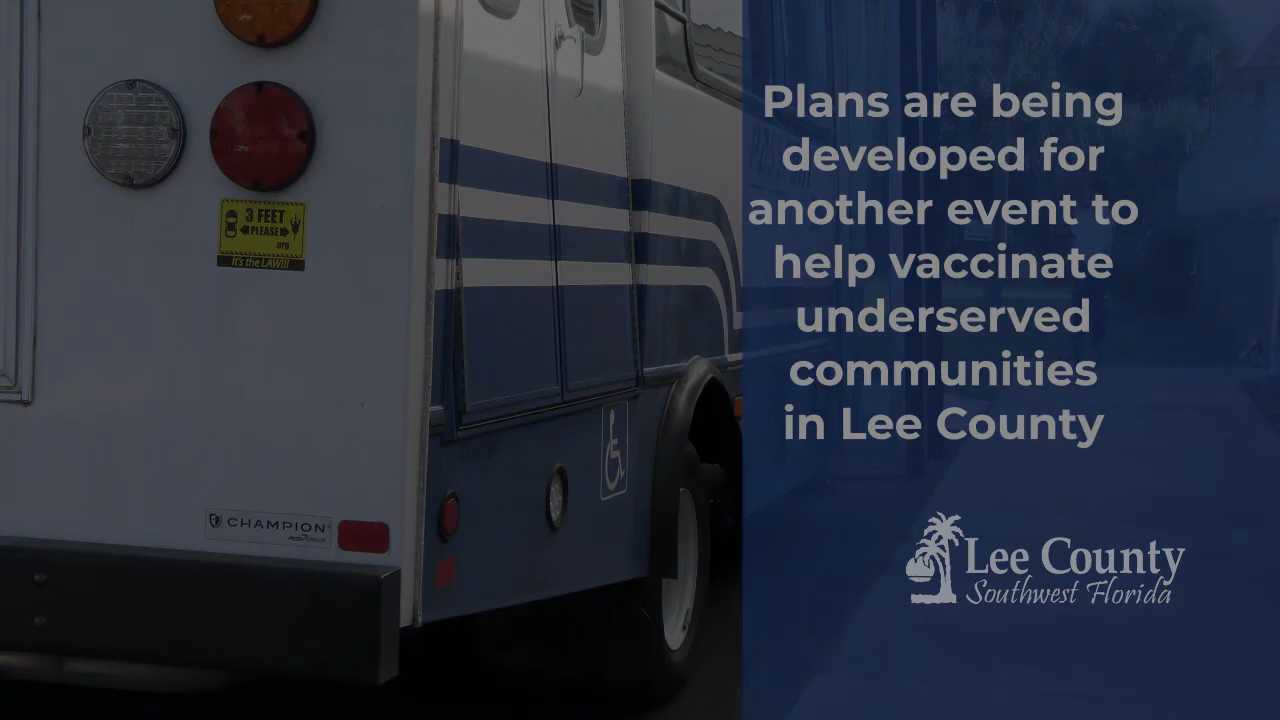 Plans are being
developed for
another event to
help vaccinate
underserved
communities
in Lee County
Lee County
Southwest Florida
3 FEET
PLEASE
.org
It's the LAW!!!
CHAMPION